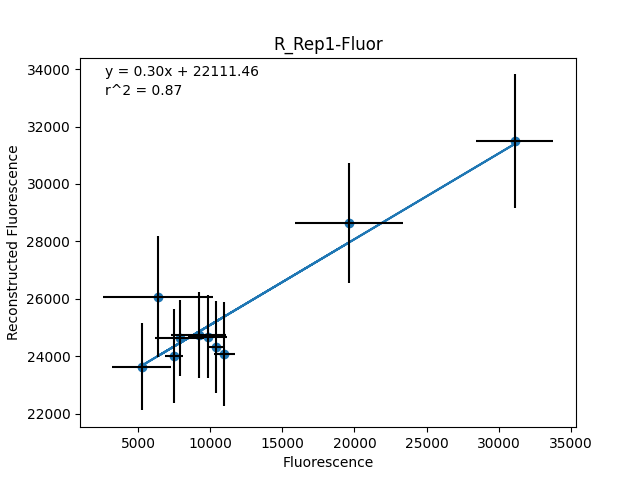 R_Rep1-Fluor
y = 0.30x + 22111.46
r^2 = 0.87
34000
32000
30000
28000
26000
24000
22000
Reconstructed Fluorescence
5000 10000 15000 20000 25000 30000 35000
Fluorescence